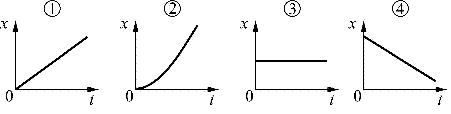 ① ② ③ ④
x x x x
0 t 0 t 0 t 0 t